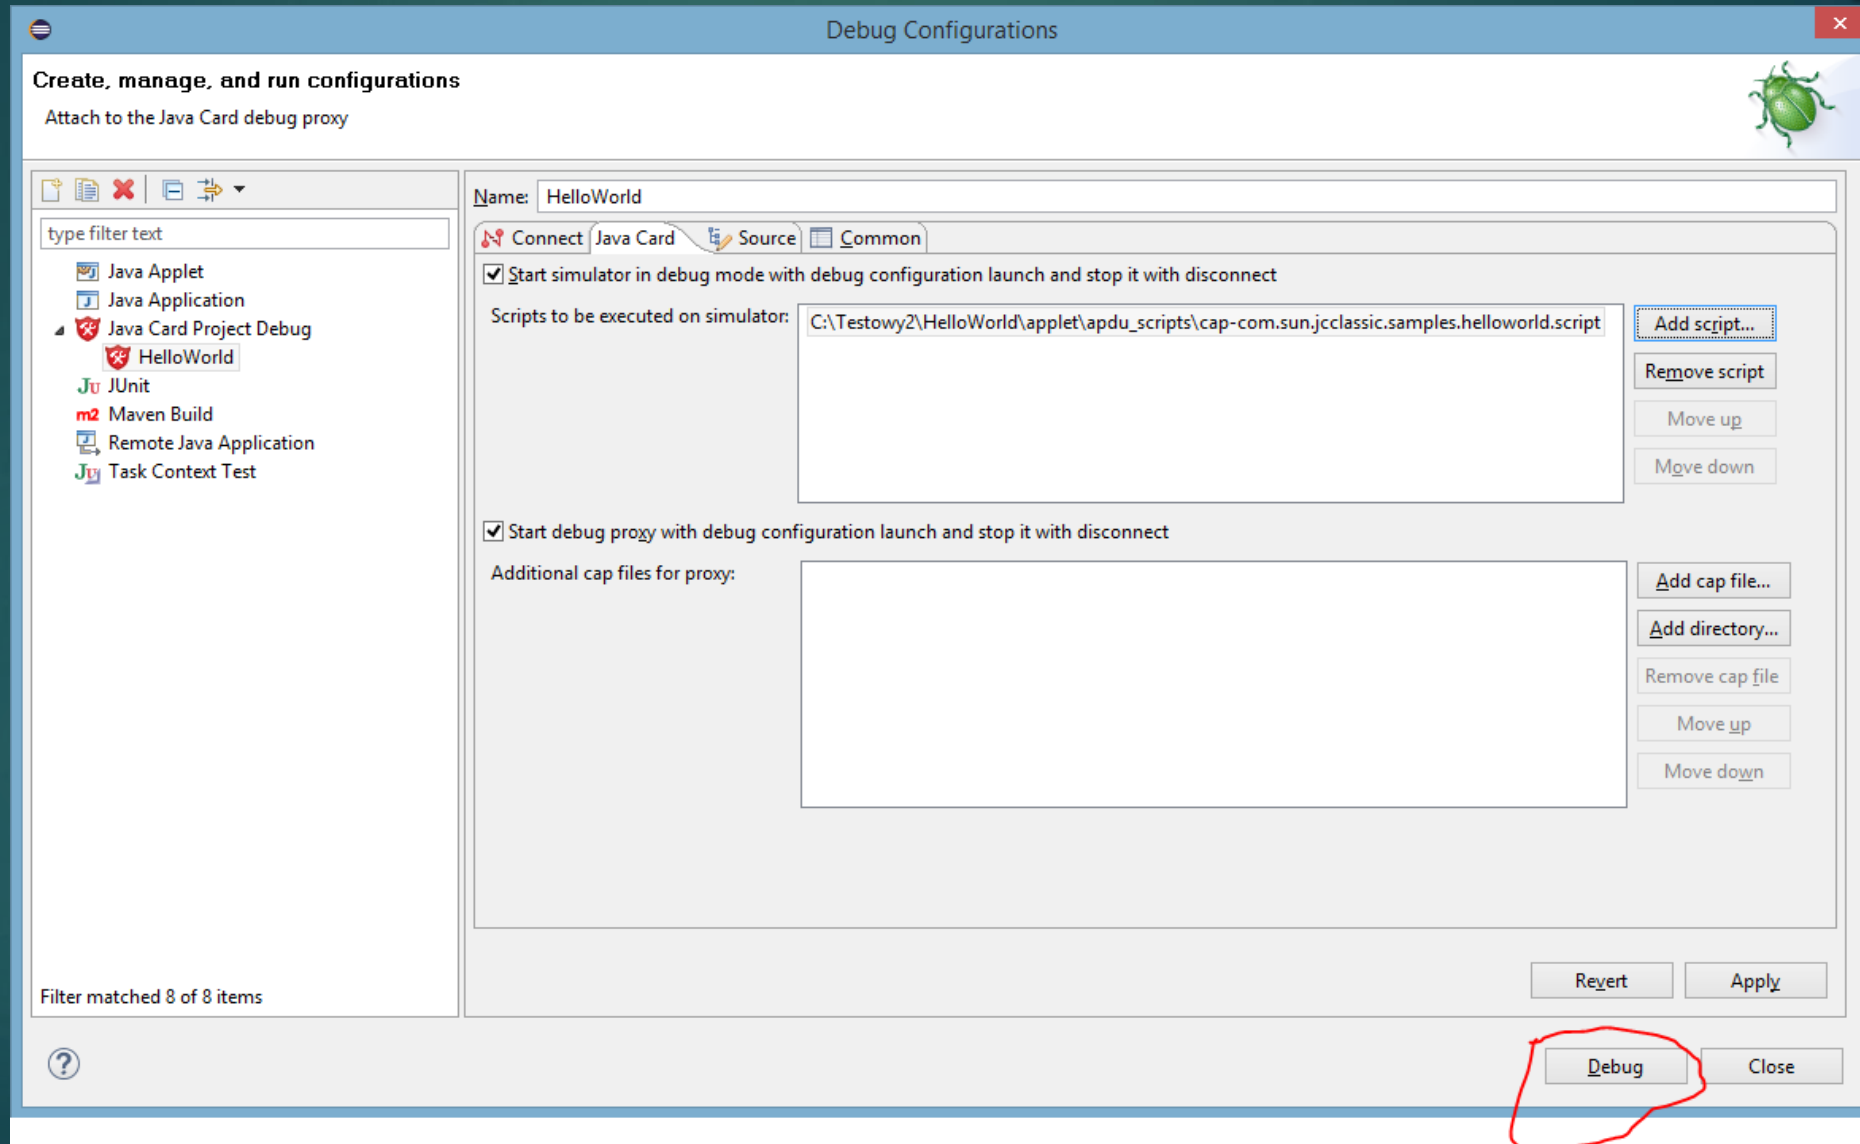 Debug Configurations
Create, manage, and run configurations
Attach to the Java Card debug proxy
type filter text
Java Applet
Java Application
Java Card Project Debug
HelloWorld
Ju JUnit
m2 Maven Build
Remote Java Application
Ju Task Context Test
Filter matched 8 of 8 items
Name: HelloWorld
Connect Java Card Source Common
Start simulator in debug mode with debug configuration launch and stop it with disconnect
Scripts to be executed on simulator: C:\Testowy2\HelloWorld\applet\apdu_scripts\cap-com.sun.jcclassic.samples.helloworld.script
Add script...
Remove script
Move up
Move down
Start debug proxy with debug configuration launch and stop it with disconnect
Additional cap files for proxy:
Add cap file...
Add directory...
Remove cap file
Move up
Move down
Revert Apply
? Debug Close